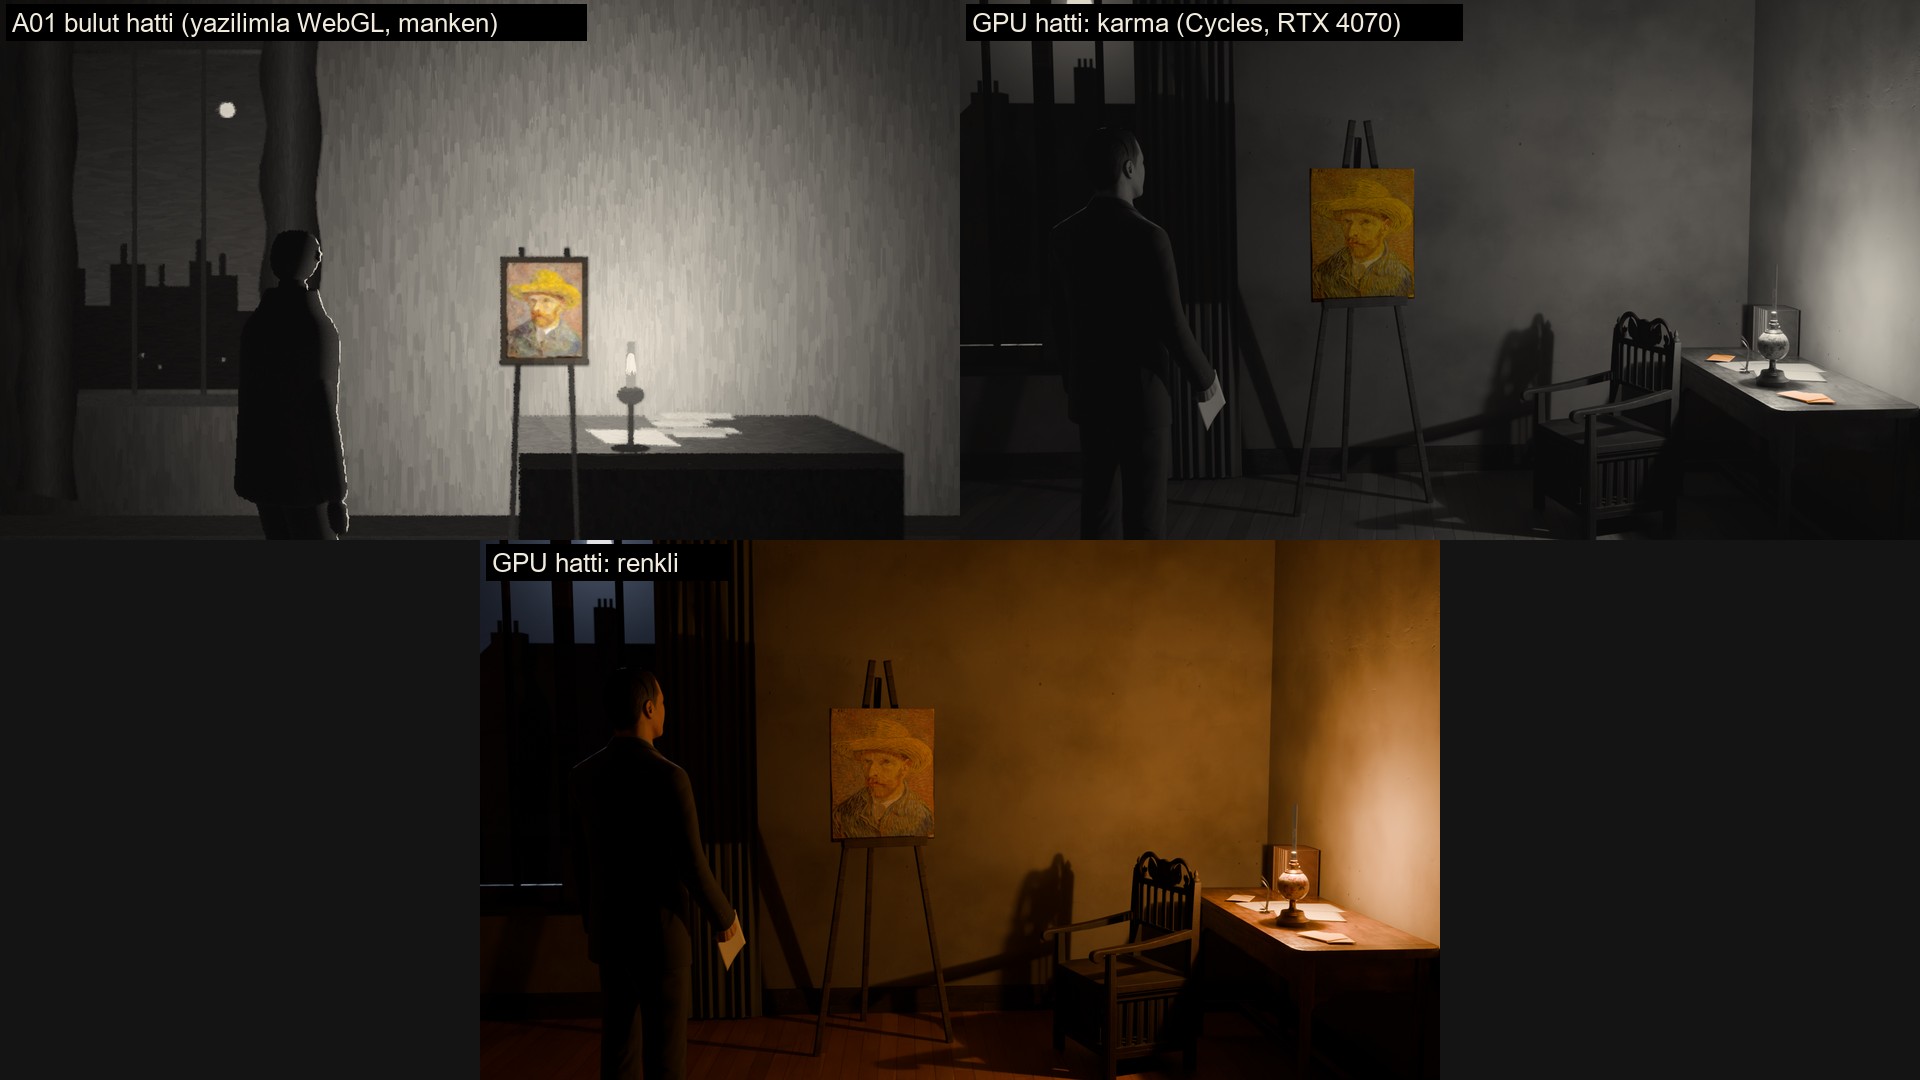 A01 bulut hatti (yazilimla WebGL, manken)
GPU hatti: karma (Cycles, RTX 4070)
GPU hatti: renkli